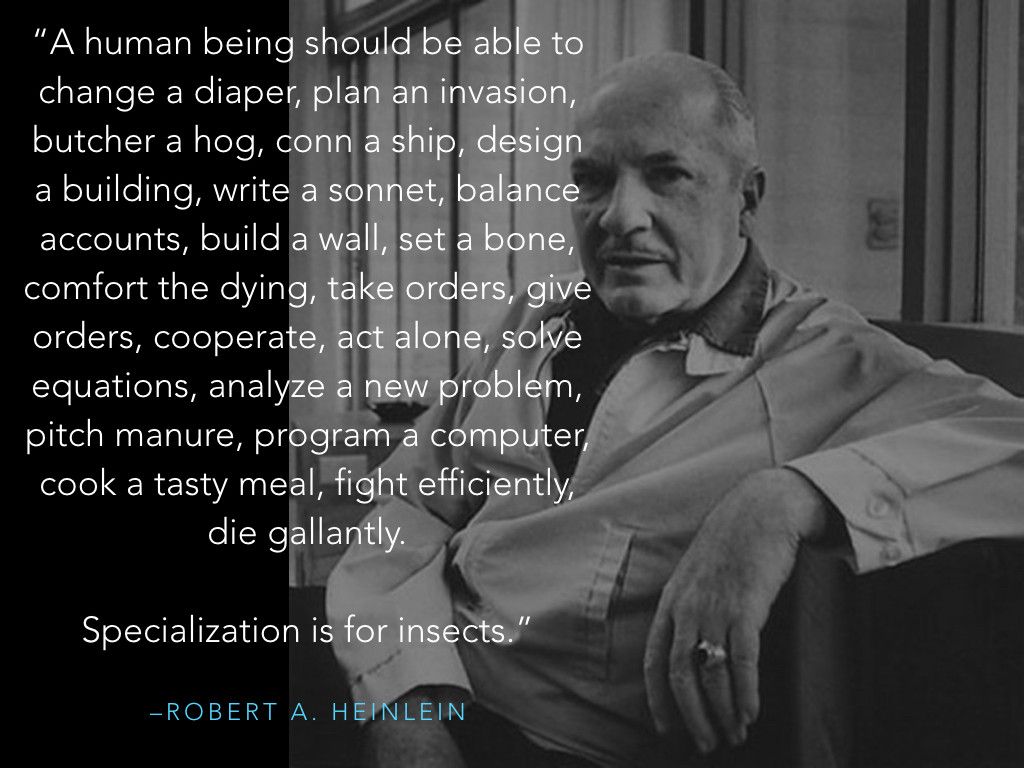 “A human being should be able to
change a diaper, plan an invasion,
butcher a hog, conn a ship, design
a building, write a sonnet, balance
accounts, build a wall, set a bone,
comfort the dying, take orders, give
orders, cooperate, act alone, solve
equations, analyze a new problem,
pitch manure, program a computer,
cook a tasty meal, fight efficiently,
die gallantly.
Specialization is for insects.”
–ROBERT A. HEINLEIN